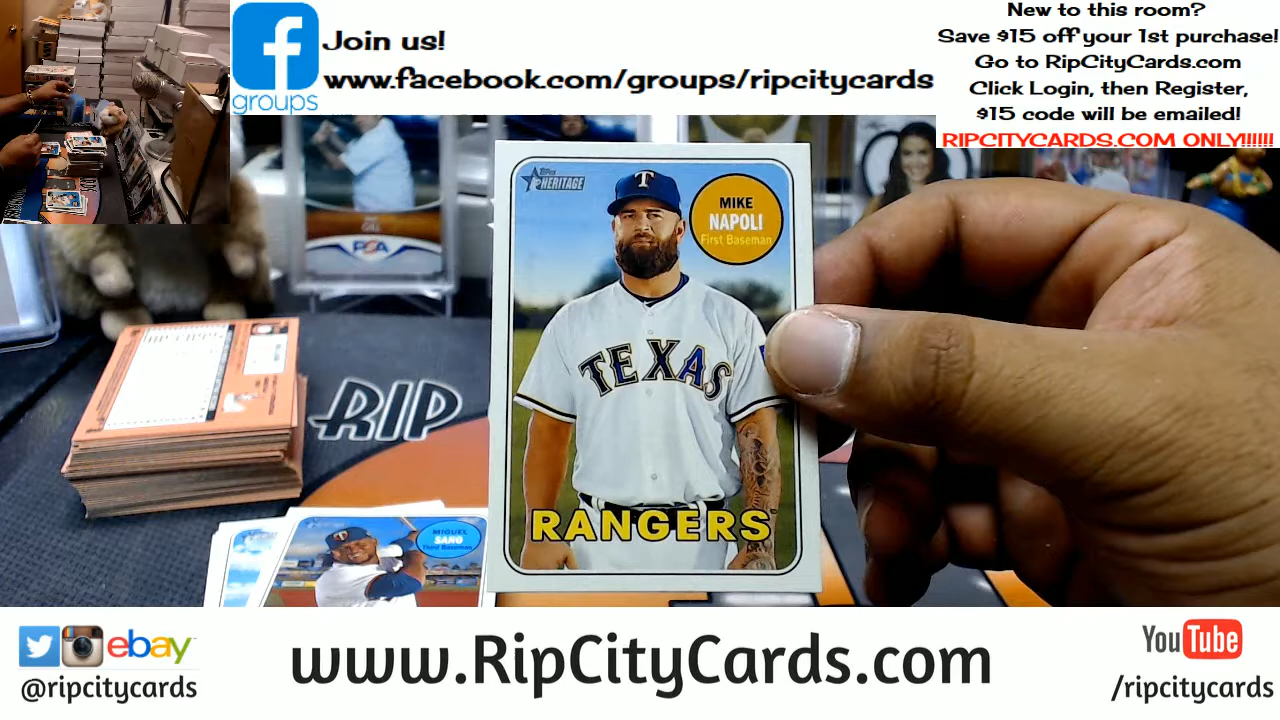 Join us!
www.facebook.com/groups/ripcitycards
groups
New to this room?
Save $15 off your 1st purchase!
Go to RipCityCards.com
Click Login, then Register,
$15 code will be emailed!
RIPCITYCARDS.COM ONLY!!!!!!
PSA
Topps
HERITAGE
T
MIKE
NAPOLI
First Baseman
TEXAS
RANGERS
RIP
MIGUEL
SANO
Third Baseman
ebay
@ripcitycards
www.RipCityCards.com
YouTube
/ripcitycards